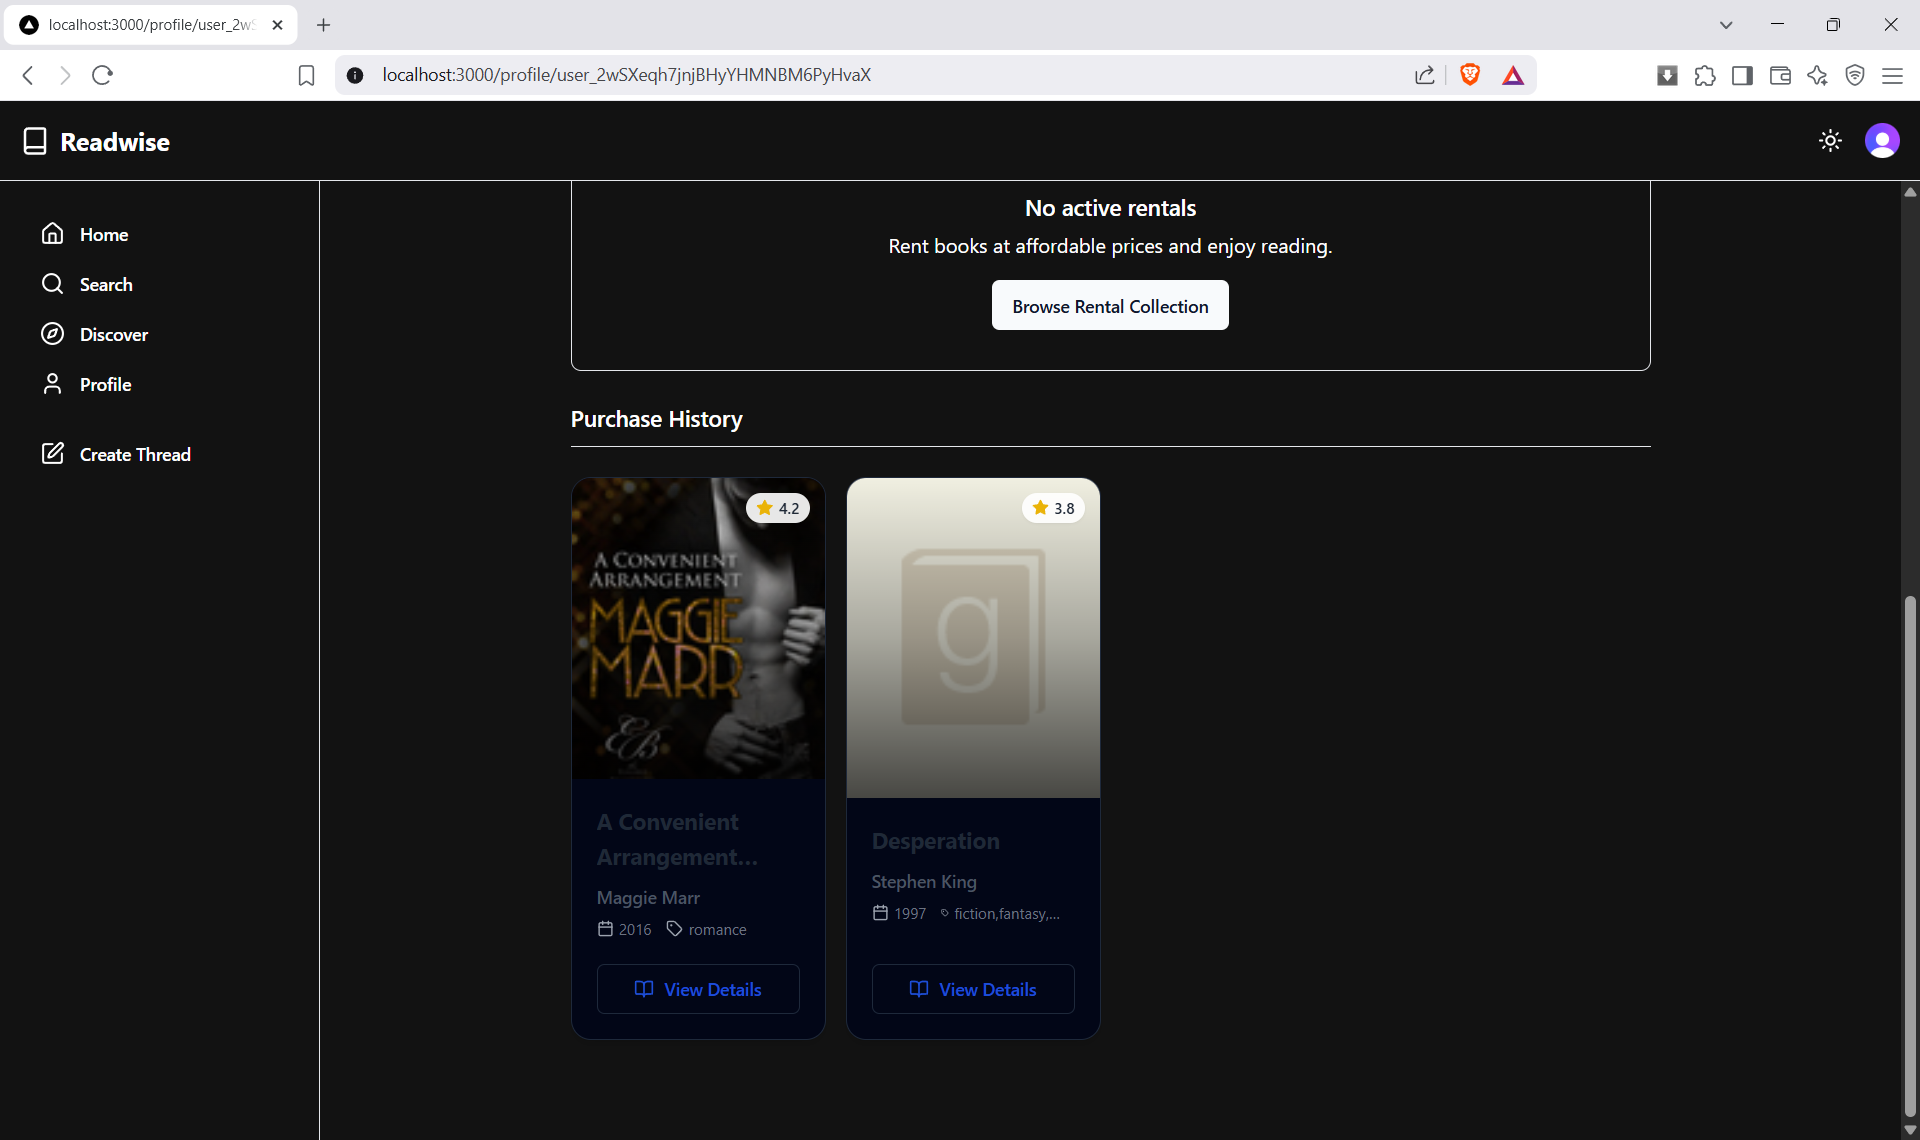 localhost:3000/profile/user_2wS
localhost:3000/profile/user_2wSXeqh7jnjBHyYHMNBM6PyHvaX
Readwise
Home
Search
Discover
Profile
Create Thread
No active rentals
Rent books at affordable prices and enjoy reading.
Browse Rental Collection
Purchase History
4.2
A CONVENIENT
ARRANGEMENT
MAGGIE
MARR
EB
A Convenient
Arrangement...
Maggie Marr
2016 romance
View Details
3.8
g
Desperation
Stephen King
1997 fiction,fantasy,...
View Details